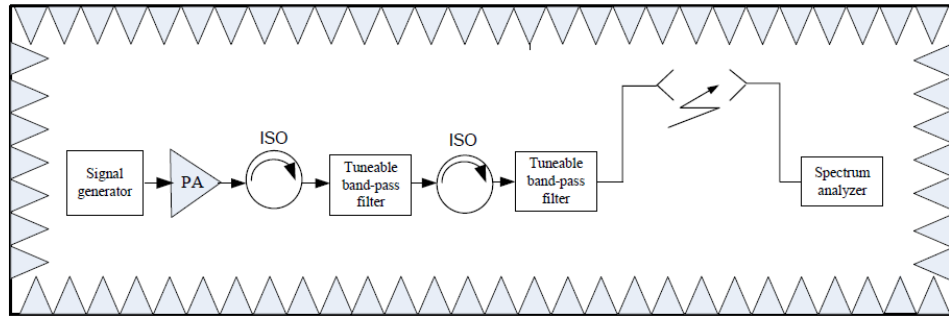 ISO
ISO
Signal
generator
PA
Tuneable
band-pass
filter
Tuneable
band-pass
filter
Spectrum
analyzer